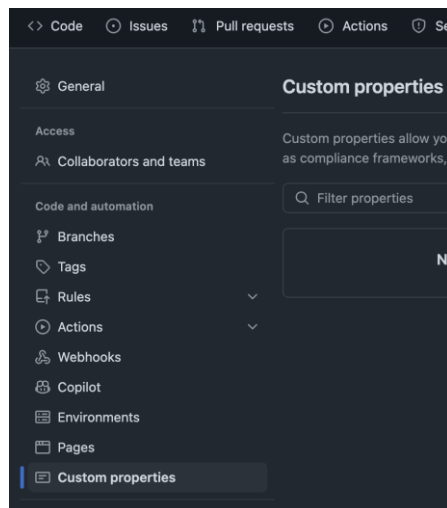 Code Issues Pull requests Actions
General
Access
Collaborators and teams
Code and automation
Branches
Tags
Rules
Actions
Webhooks
Copilot
Environments
Pages
Custom properties
Custom properties
Custom properties allow
as compliance frameworks,
Filter properties